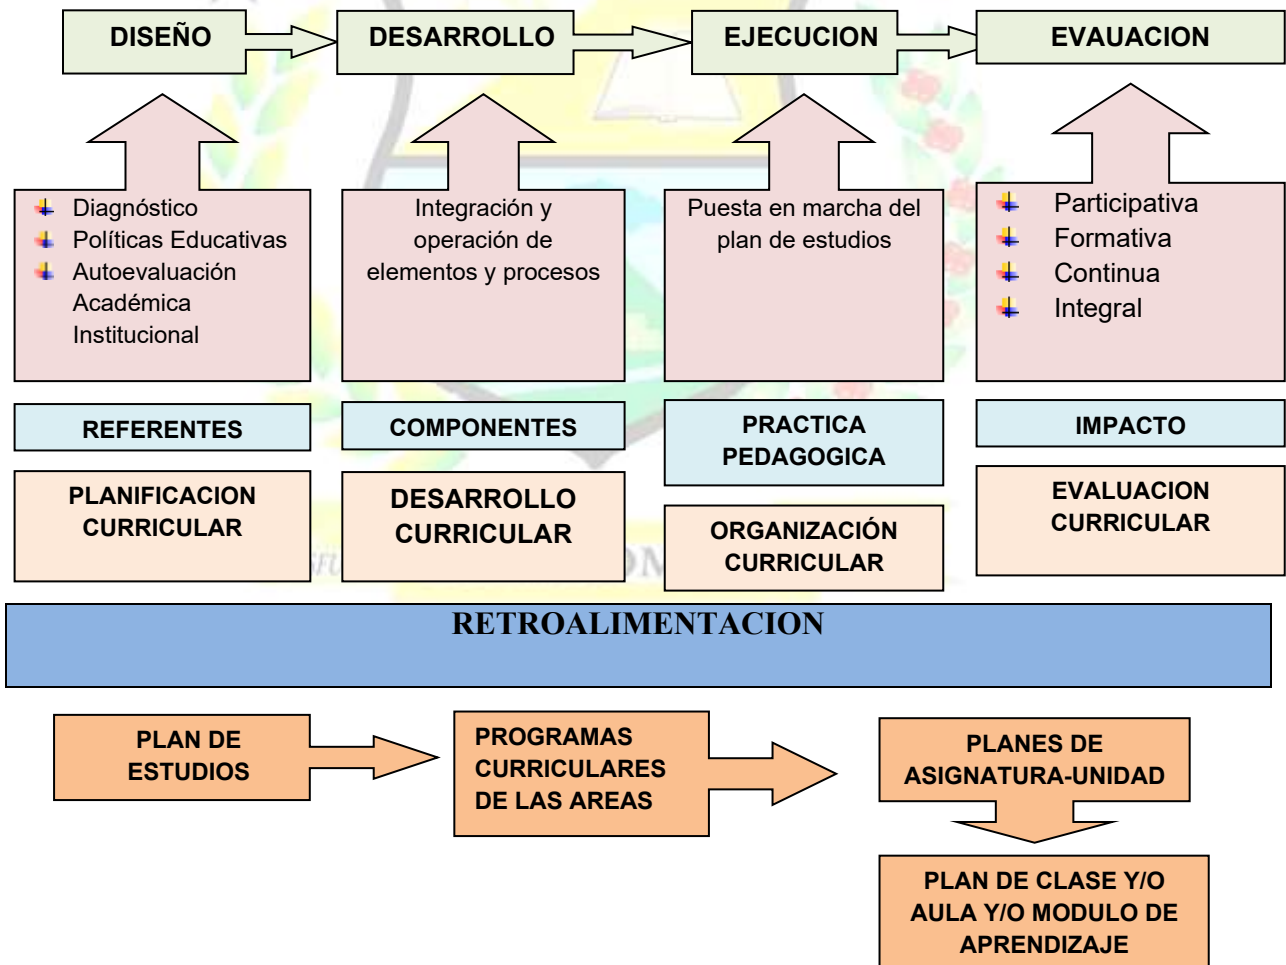 DISEÑO
DESARROLLO
EJECUCION
EVAUACION
Diagnóstico
Políticas Educativas
Autoevaluación
Académica
Institucional
Integración y
operación de
elementos y procesos
Puesta en marcha del
plan de estudios
Participativa
Formativa
Continua
Integral
REFERENTES
COMPONENTES
PRACTICA
PEDAGOGICA
IMPACTO
PLANIFICACION
CURRICULAR
DESARROLLO
CURRICULAR
ORGANIZACIÓN
CURRICULAR
EVALUACION
CURRICULAR
RETROALIMENTACION
PLAN DE
ESTUDIOS
PROGRAMAS
CURRICULARES
DE LAS AREAS
PLANES DE
ASIGNATURA-UNIDAD
PLAN DE CLASE Y/O
AULA Y/O MODULO DE
APRENDIZAJE